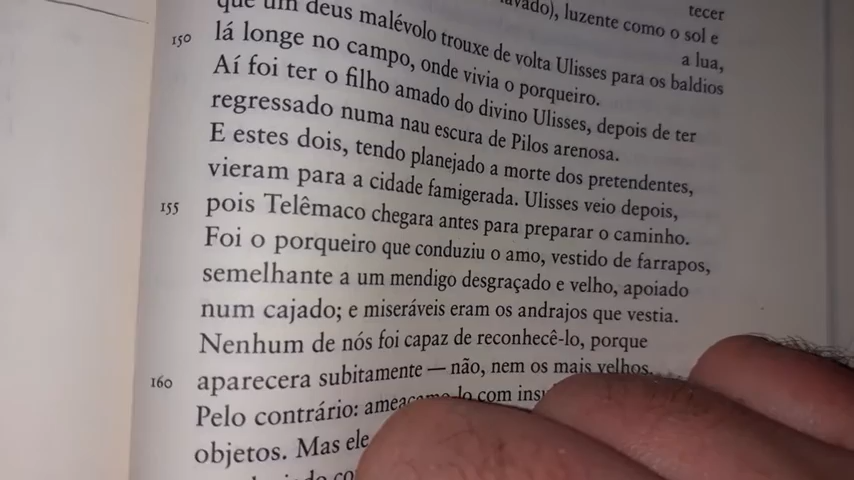 que um deus malévolo trouxe de volta Ulisses para os baldios
lavado), luzente como o sol e
tecer
a lua,
150 lá longe no campo, onde vivia o porqueiro.
Aí foi ter o filho amado do divino Ulisses, depois de ter
regressado numa nau escura de Pilos arenosa.
E estes dois, tendo planejado a morte dos pretendentes,
vieram para a cidade famigerada. Ulisses veio depois,
155 pois Telêmaco chegara antes para preparar o caminho.
Foi o porqueiro que conduziu o amo, vestido de farrapos,
semelhante a um mendigo desgraçado e velho, apoiado
num cajado; e miseráveis eram os andrajos que vestia.
Nenhum de nós foi capaz de reconhecê-lo, porque
160 aparecera subitamente — não, nem os mais velhos.
Pelo contrário: com
objetos. Mas ele